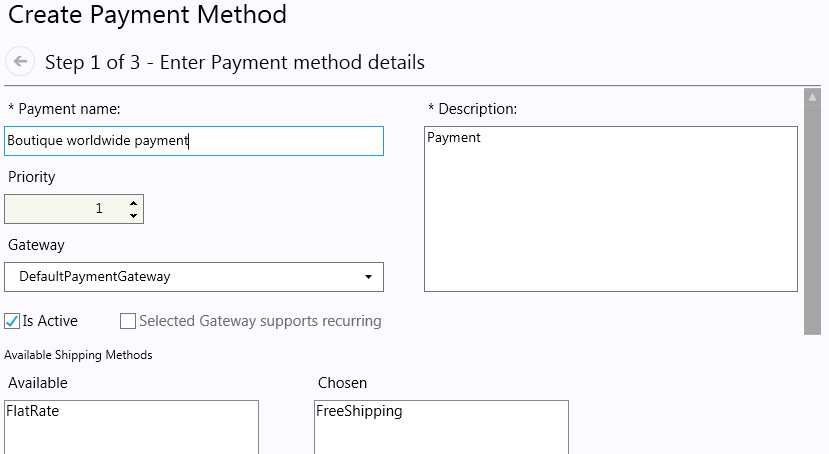 Create Payment Method
Step 1 of 3 - Enter Payment method details
* Payment name:
Boutique worldwide payment
* Description:
Payment
Priority
1
Gateway
DefaultPaymentGateway
Is Active
Selected Gateway supports recurring
Available Shipping Methods
Available
Chosen
FlatRate
FreeShipping